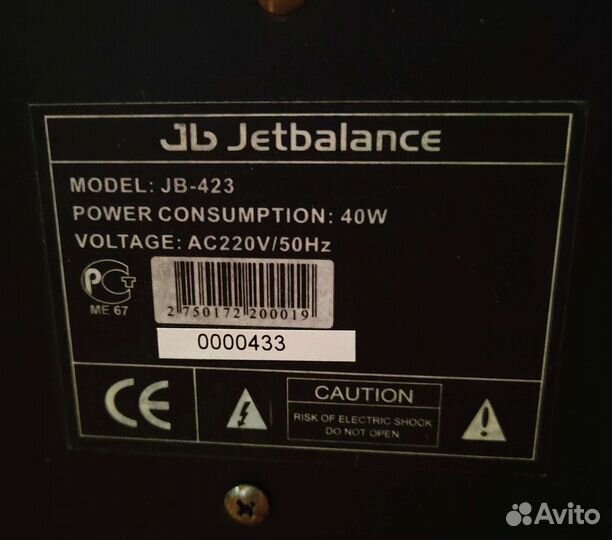 Jb Jetbalance
MODEL: JB-423
POWER CONSUMPTION: 40W
VOLTAGE: AC220V/50Hz
РСТ
ME 67
2 750172 200019
0000433
CE
CAUTION
RISK OF ELECTRIC SHOCK
DO NOT OPEN
Avito